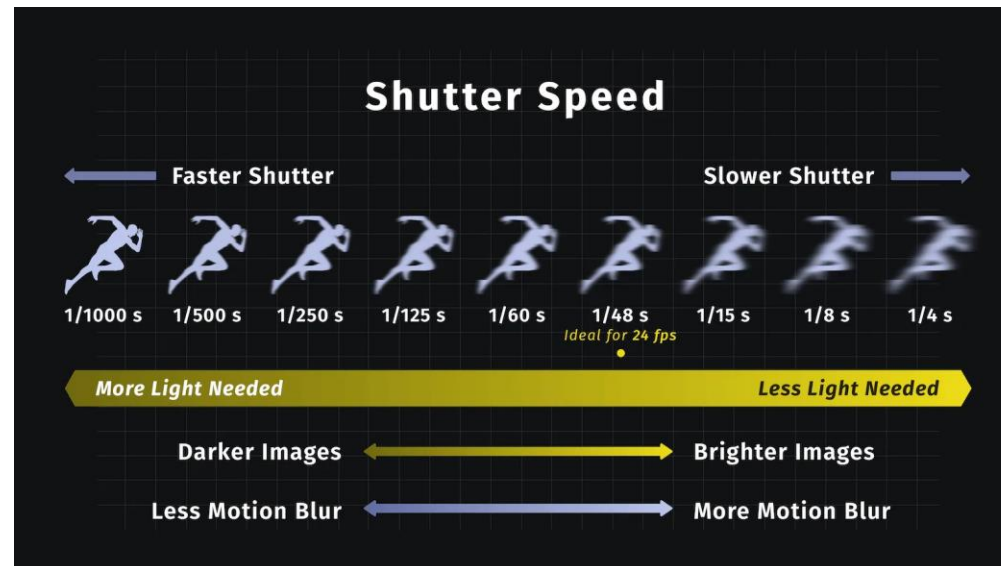 Shutter Speed
Faster Shutter
Slower Shutter
1/1000 s
1/500 s
1/250 s
1/125 s
1/60 s
1/48 s
1/15 s
1/8 s
1/4 s
Ideal for 24 fps
More Light Needed
Less Light Needed
Darker Images
Brighter Images
Less Motion Blur
More Motion Blur